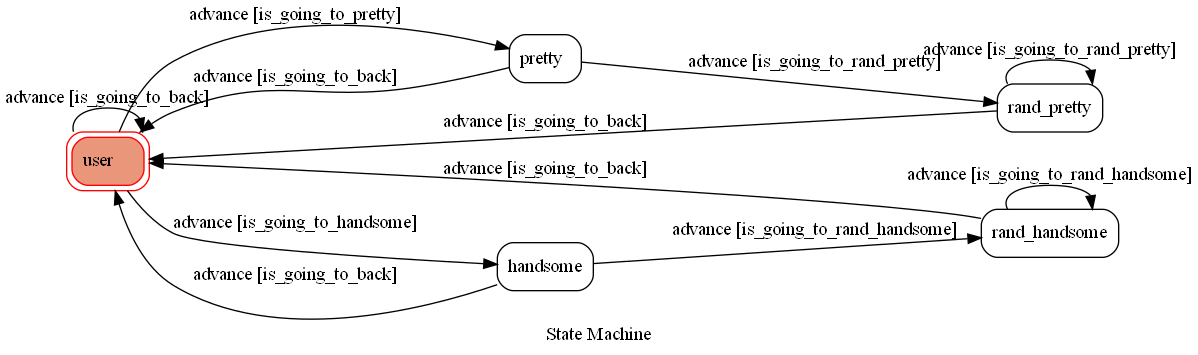 advance [is_going_to_pretty]
pretty
advance [is_going_to_rand_pretty]
advance [is_going_to_rand_pretty]
advance [is_going_to_back]
advance [is_going_to_back]
rand_pretty
advance [is_going_to_back]
user
advance [is_going_to_back]
advance [is_going_to_rand_handsome]
advance [is_going_to_handsome]
advance [is_going_to_rand_handsome]
rand_handsome
handsome
advance [is_going_to_back]
State Machine